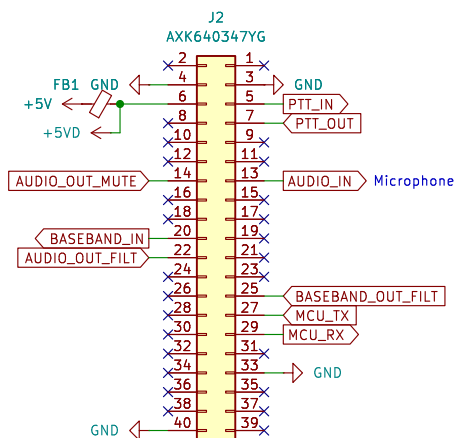 J2
AXK640347YG
2 1
FB1 GND 4 3 GND
+5V 6 5 PTT_IN
+5VD 8 7 PTT_OUT
10 9
12 11
AUDIO_OUT_MUTE 14 13 AUDIO_IN Microphone
16 15
18 17
BASEBAND_IN 20 19
AUDIO_OUT_FILT 22 21
24 23
26 25 BASEBAND_OUT_FILT
28 27 MCU_TX
30 29 MCU_RX
32 31
34 33 GND
36 35
38 37
GND 40 39